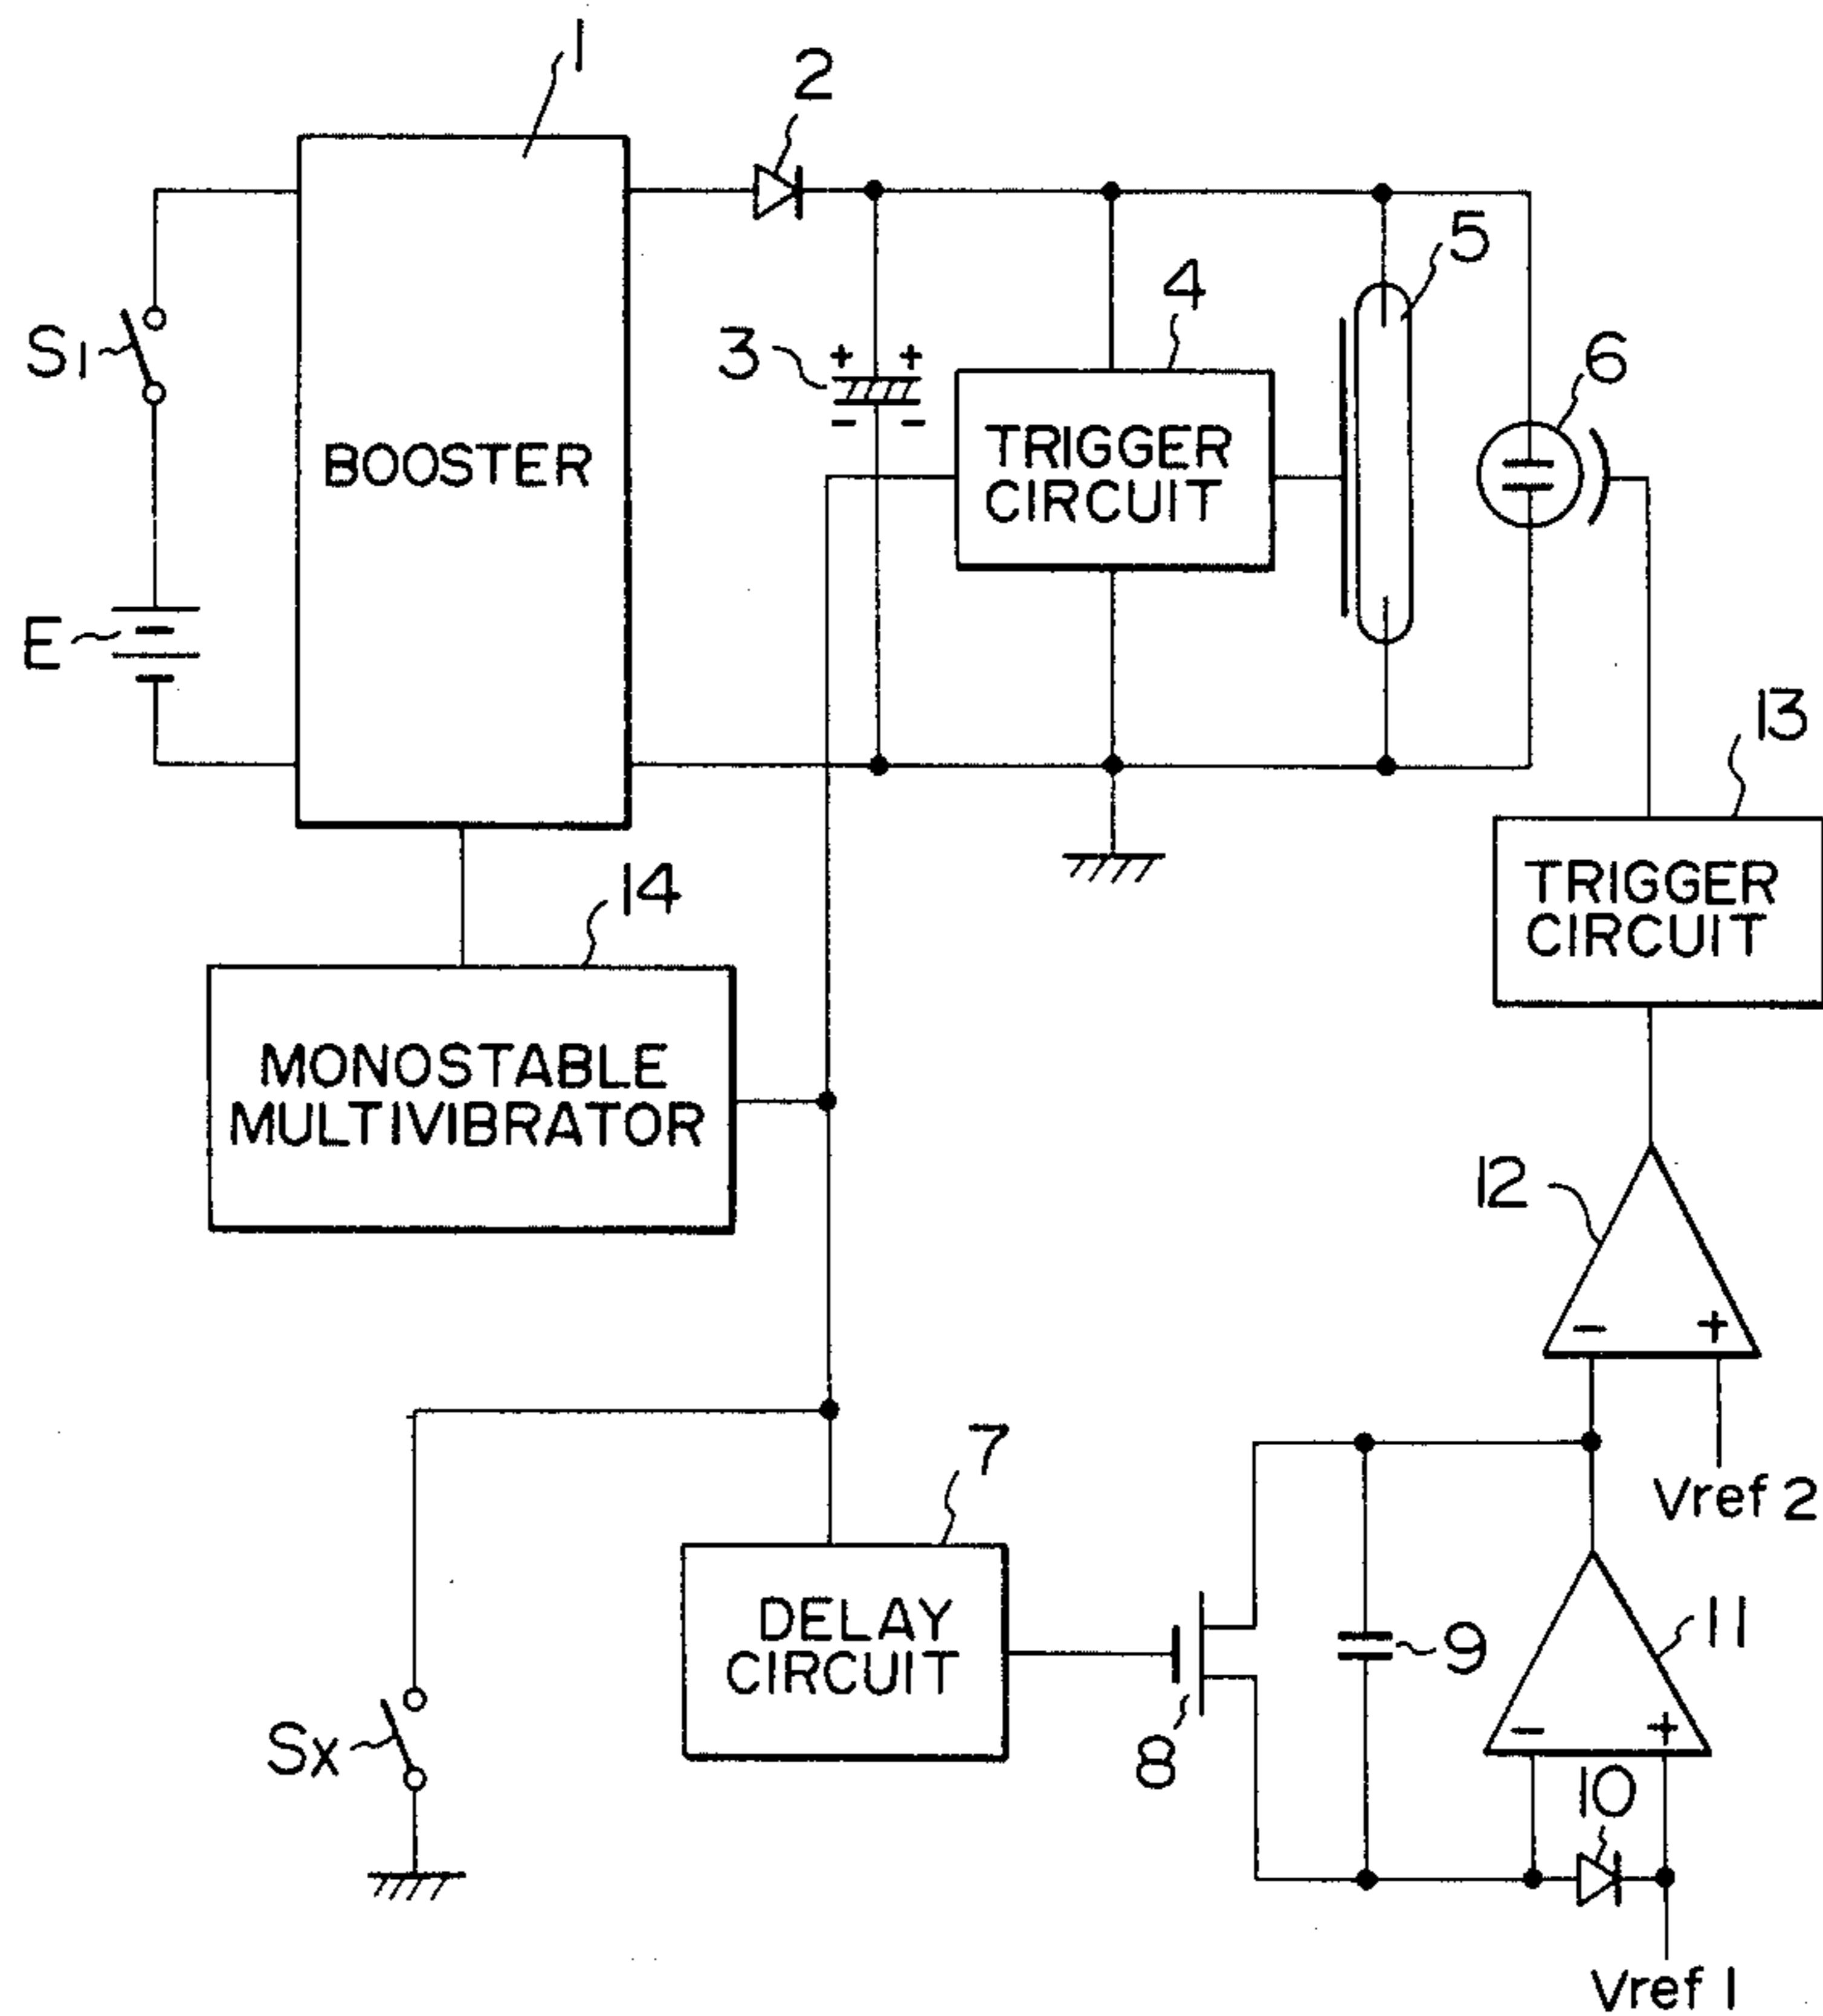 1
2
5
4
S1
3
+ +
- -
6
BOOSTER
TRIGGER
CIRCUIT
E
13
14
TRIGGER
CIRCUIT
MONOSTABLE
MULTIVIBRATOR
12
- +
7
Vref 2
DELAY
CIRCUIT
9
11
Sx
8
- +
10
Vref 1